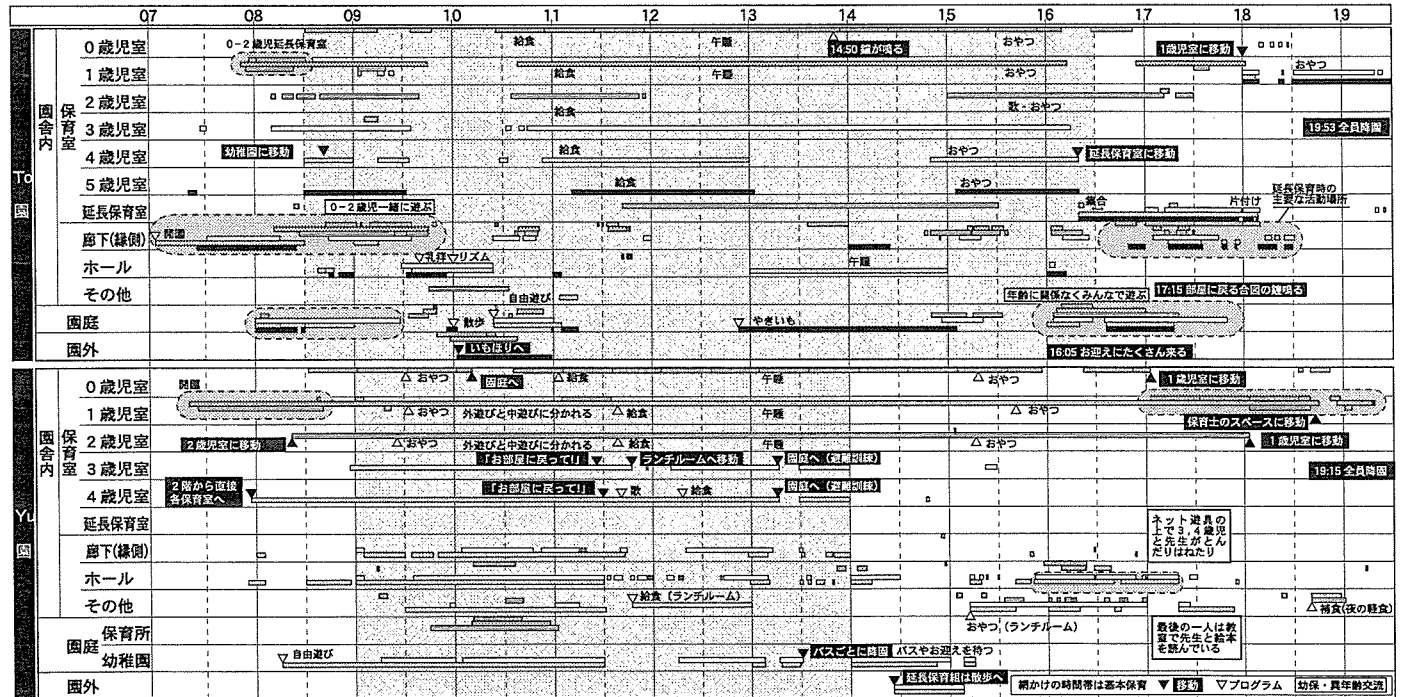 07 08 09 10 11 12 13 14 15 16 17 18 19
To園
園舎内
保育室
0歳児室
0-2歳児延長保育室
給食 午睡 14:50 鐘が鳴る おやつ 1歳児室に移動
1歳児室
給食 午睡 おやつ おやつ
2歳児室
給食 歌・おやつ
3歳児室
19:53 全員降園
幼稚園に移動
4歳児室
給食 おやつ 延長保育室に移動
5歳児室
給食 おやつ
延長保育時の
主要な活動場所
延長保育室
0-2歳児一緒に遊ぶ 集合 片付け
廊下(縁側)
開園
ホール
乳拝 リズム 午睡
その他
自由遊び 年齢に関係なくみんなで遊ぶ 17:15 部屋に戻る合図の鐘鳴る
園庭
散歩 やきいも
園外
いもほりへ 16:05 お迎えにたくさん来る
Yu園
園舎内
保育室
0歳児室
開園 おやつ 園庭へ 給食 午睡 おやつ 1歳児室に移動
1歳児室
おやつ 外遊びと中遊びに分かれる 給食 午睡 おやつ
保育士のスペースに移動
2歳児室
2歳児室に移動 おやつ 外遊びと中遊びに分かれる 給食 午睡 おやつ 1歳児室に移動
3歳児室
「お部屋に戻って!」 ランチルームへ移動 園庭へ(避難訓練) 19:15 全員降園
2階から直接
各保育室へ
4歳児室
「お部屋に戻って!」 歌 給食 園庭へ(避難訓練)
延長保育室
ネット遊具の
上で3,4歳児
と先生がとん
だりはねたり
廊下(縁側)
ホール
その他
給食(ランチルーム) 補食(夜の軽食)
おやつ(ランチルーム)
園庭
保育所
最後の一人は教
室で先生と絵本
を読んでいる
幼稚園
自由遊び バスごとに降園 バスやお迎えを待つ
園外
延長保育組は散歩へ
網かけの時間帯は基本保育 ▼移動 ▽プログラム 幼保・異年齢交流